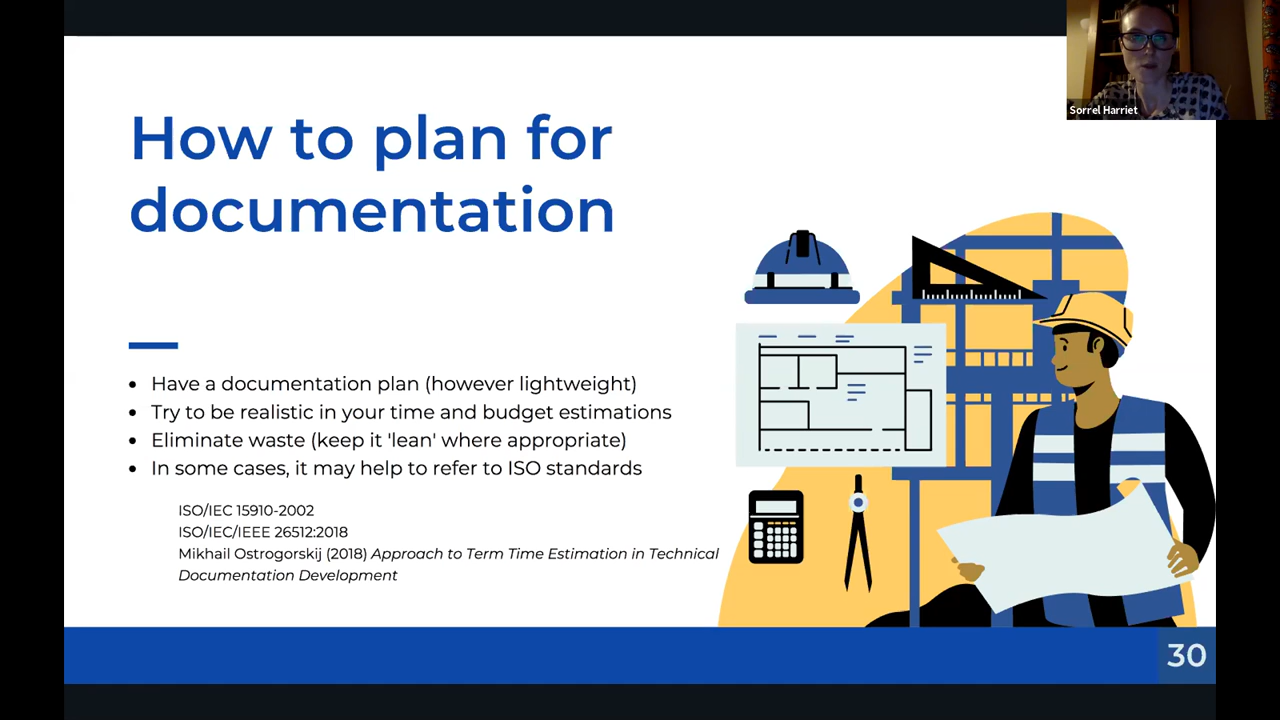 Sorrel Harriet
How to plan for
documentation
• Have a documentation plan (however lightweight)
• Try to be realistic in your time and budget estimations
• Eliminate waste (keep it 'lean' where appropriate)
• In some cases, it may help to refer to ISO standards
ISO/IEC 15910-2002
ISO/IEC/IEEE 26512:2018
Mikhail Ostrogorskij (2018) Approach to Term Time Estimation in Technical
Documentation Development
30